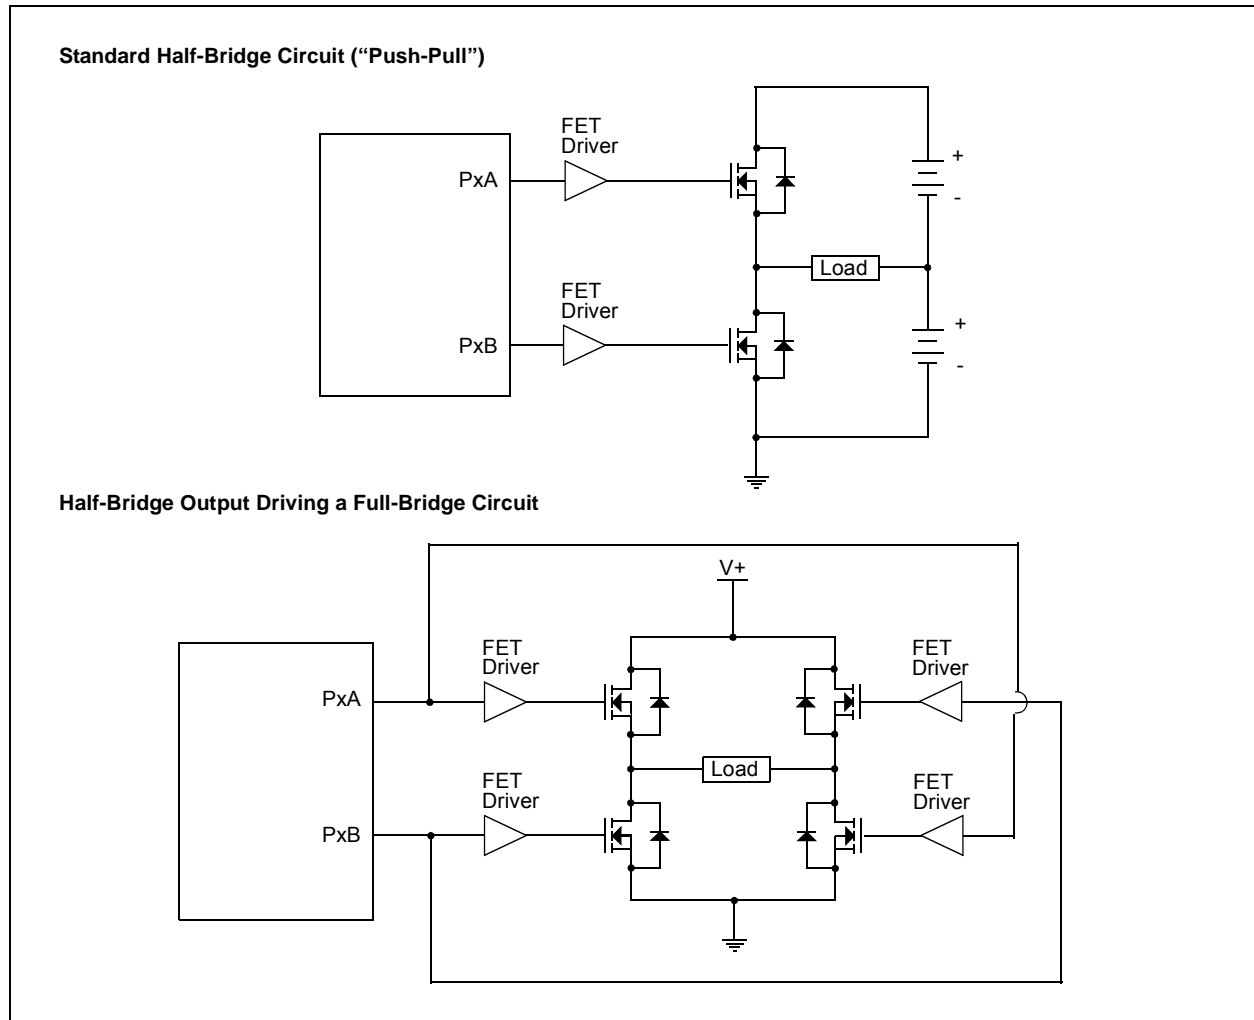 Standard Half-Bridge Circuit (“Push-Pull”)
FET
Driver
PxA
+
-
Load
FET
Driver
PxB
+
-
Half-Bridge Output Driving a Full-Bridge Circuit
V+
FET
Driver
FET
Driver
PxA
Load
FET
Driver
FET
Driver
PxB